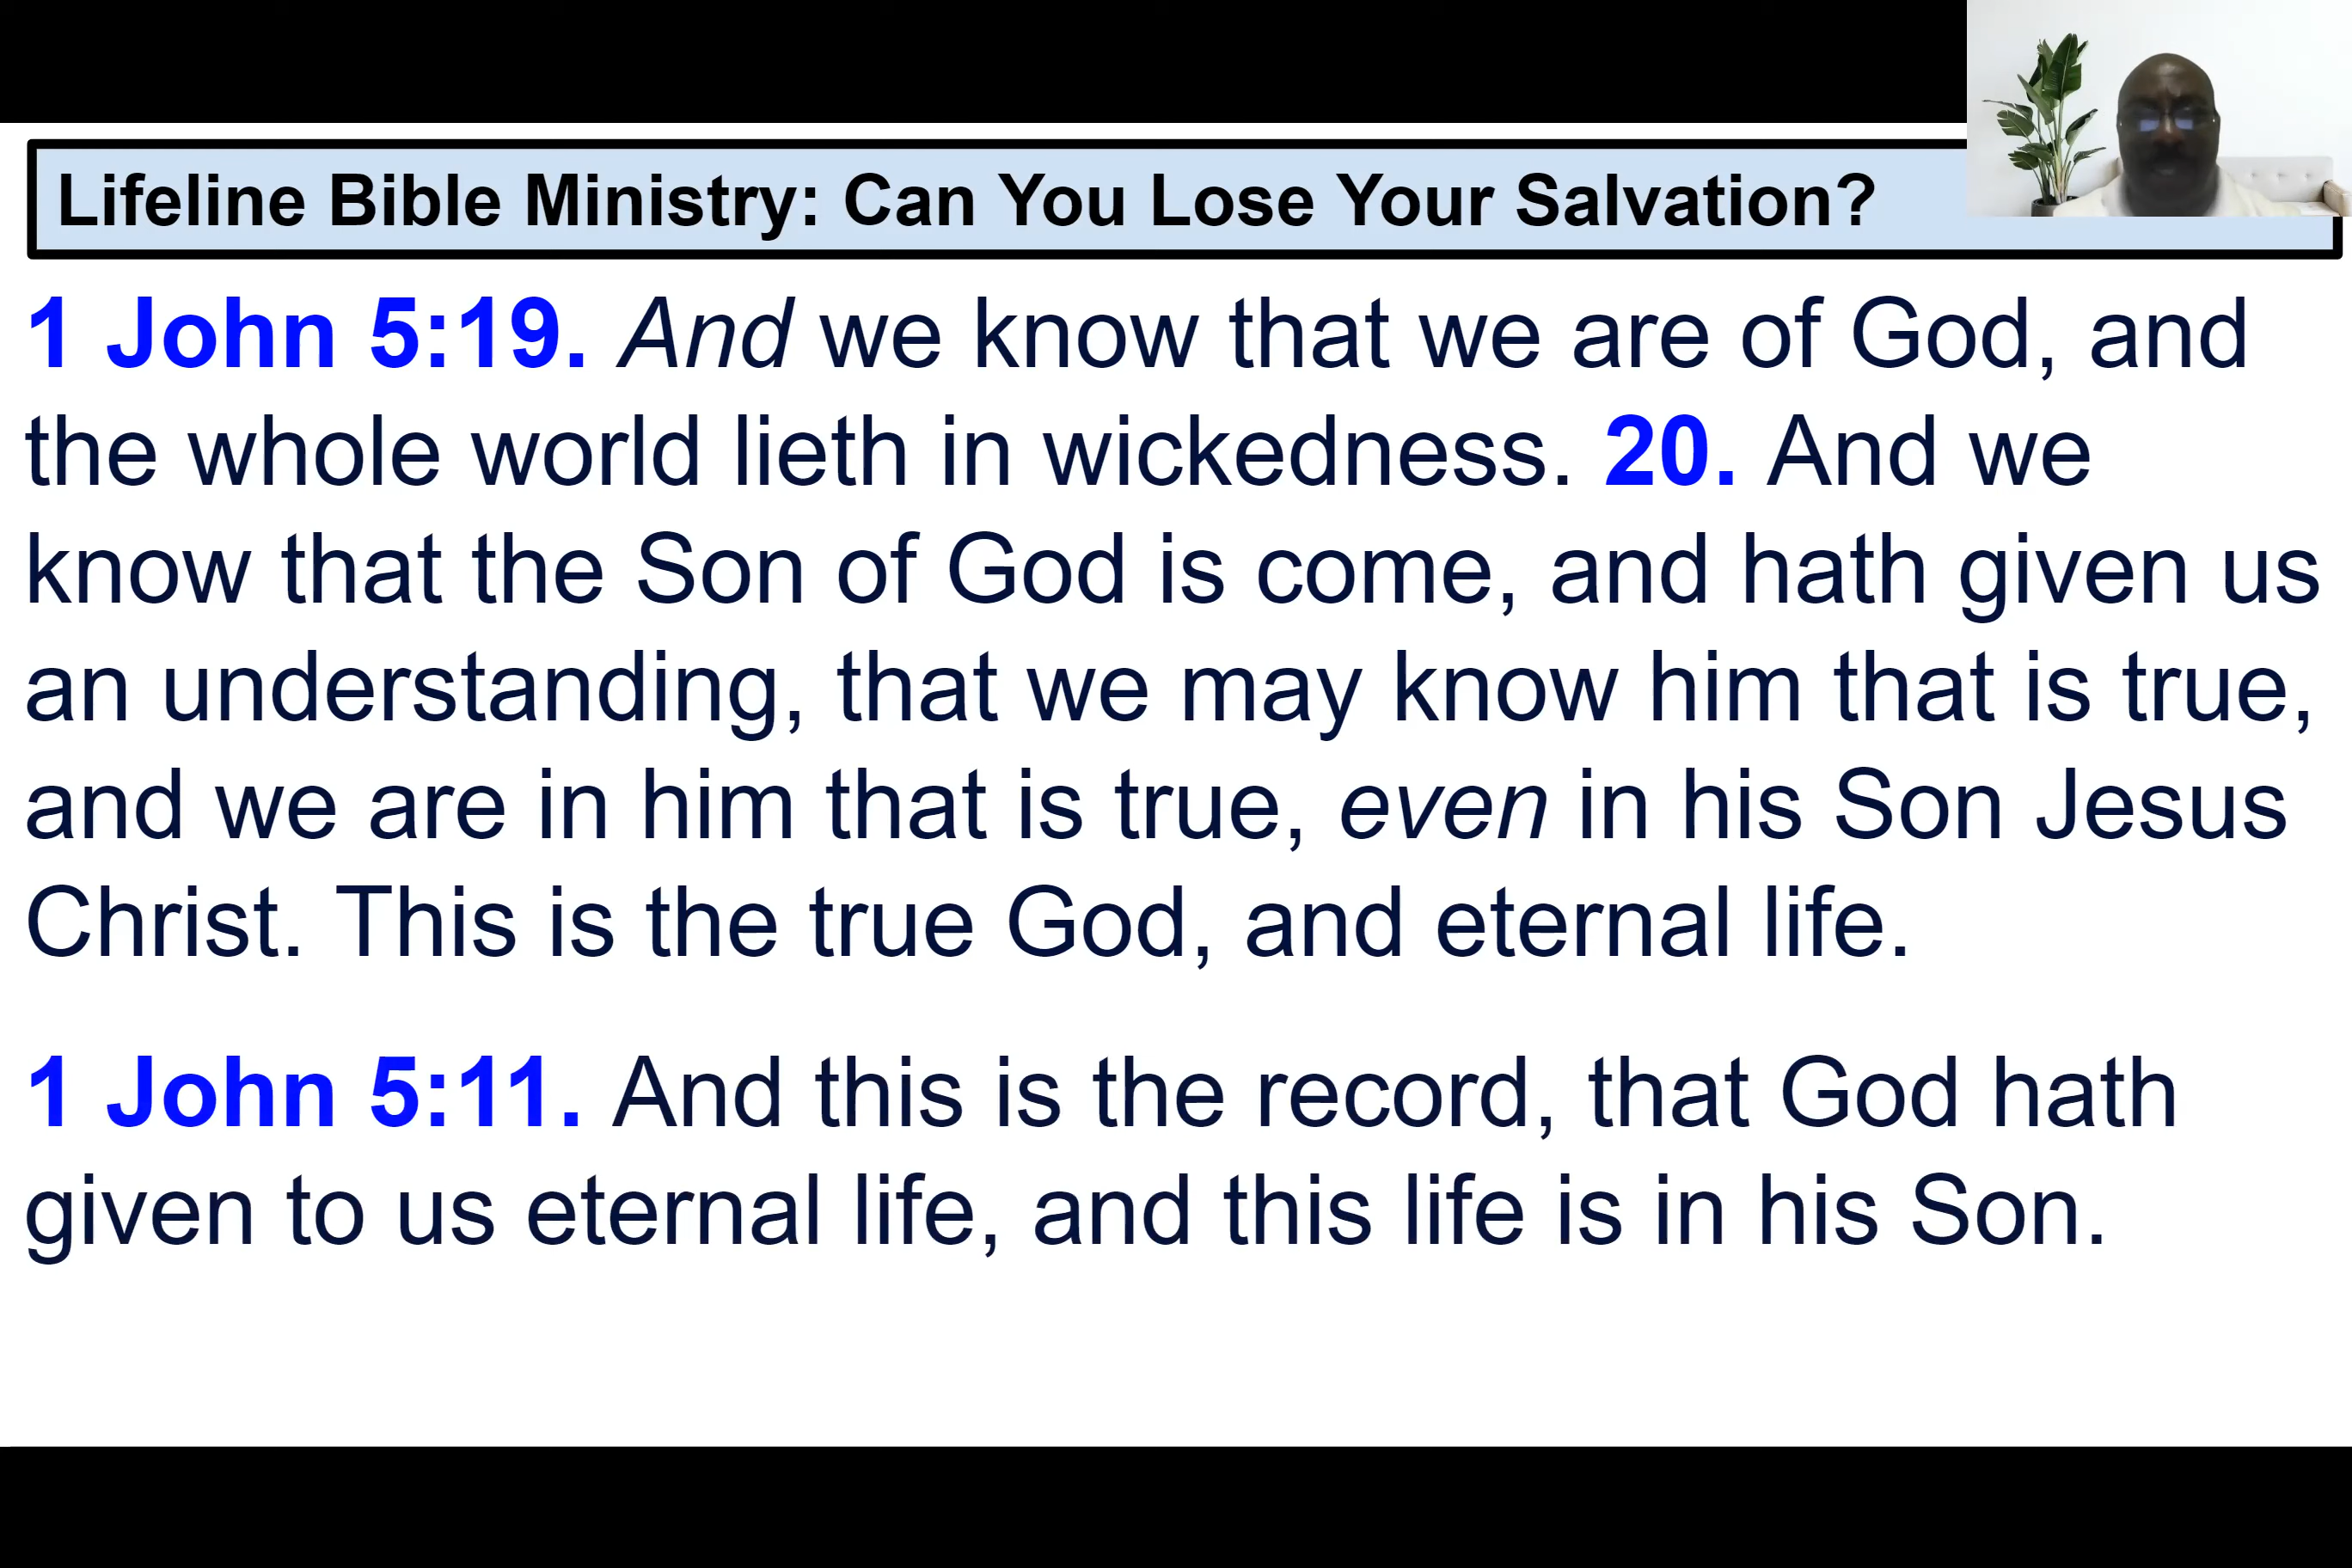 Lifeline Bible Ministry: Can You Lose Your Salvation?
1 John 5:19. And we know that we are of God, and
the whole world lieth in wickedness. 20. And we
know that the Son of God is come, and hath given us
an understanding, that we may know him that is true,
and we are in him that is true, even in his Son Jesus
Christ. This is the true God, and eternal life.
1 John 5:11. And this is the record, that God hath
given to us eternal life, and this life is in his Son.